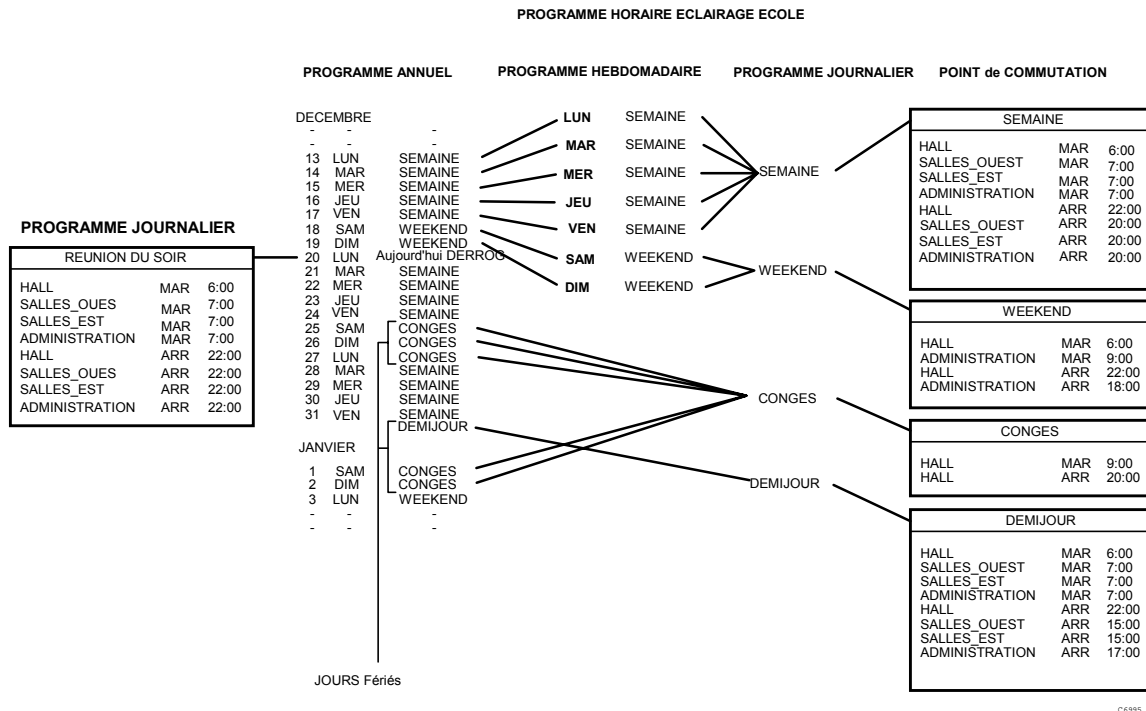 PROGRAMME HORAIRE ECLAIRAGE ECOLE
PROGRAMME ANNUEL
PROGRAMME HEBDOMADAIRE
PROGRAMME JOURNALIER
POINT de COMMUTATION
PROGRAMME JOURNALIER
REUNION DU SOIR
HALL MAR 6:00
SALLES_OUES MAR 7:00
SALLES_EST MAR 7:00
ADMINISTRATION MAR 7:00
HALL ARR 22:00
SALLES_OUES ARR 22:00
SALLES_EST ARR 22:00
ADMINISTRATION ARR 22:00
DECEMBRE
- - -
- - -
13 LUN SEMAINE
14 MAR SEMAINE
15 MER SEMAINE
16 JEU SEMAINE
17 VEN SEMAINE
18 SAM WEEKEND
19 DIM WEEKEND
20 LUN Aujourd'hui DERROG
21 MAR SEMAINE
22 MER SEMAINE
23 JEU SEMAINE
24 VEN SEMAINE
25 SAM CONGES
26 DIM CONGES
27 LUN CONGES
28 MAR SEMAINE
29 MER SEMAINE
30 JEU SEMAINE
31 VEN SEMAINE
DEMIJOUR
JANVIER
1 SAM CONGES
2 DIM CONGES
3 LUN WEEKEND
- - -
- - -
JOURS Fériés
LUN SEMAINE
MAR SEMAINE
MER SEMAINE
JEU SEMAINE
VEN SEMAINE
SAM WEEKEND
DIM WEEKEND
SEMAINE
WEEKEND
CONGES
DEMIJOUR
SEMAINE
HALL MAR 6:00
SALLES_OUEST MAR 7:00
SALLES_EST MAR 7:00
ADMINISTRATION MAR 7:00
HALL ARR 22:00
SALLES_OUEST ARR 20:00
SALLES_EST ARR 20:00
ADMINISTRATION ARR 20:00
WEEKEND
HALL MAR 6:00
ADMINISTRATION MAR 9:00
HALL ARR 22:00
ADMINISTRATION ARR 18:00
CONGES
HALL MAR 9:00
HALL ARR 20:00
DEMIJOUR
HALL MAR 6:00
SALLES_OUEST MAR 7:00
SALLES_EST MAR 7:00
ADMINISTRATION MAR 7:00
HALL ARR 22:00
SALLES_OUEST ARR 15:00
SALLES_EST ARR 15:00
ADMINISTRATION ARR 17:00
C6995